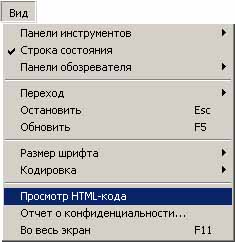 Вид
Панели инструментов
Строка состояния
Панели обозревателя
Переход
Остановить Esc
Обновить F5
Размер шрифта
Кодировка
Просмотр HTML-кода
Отчет о конфиденциальности...
Во весь экран F11